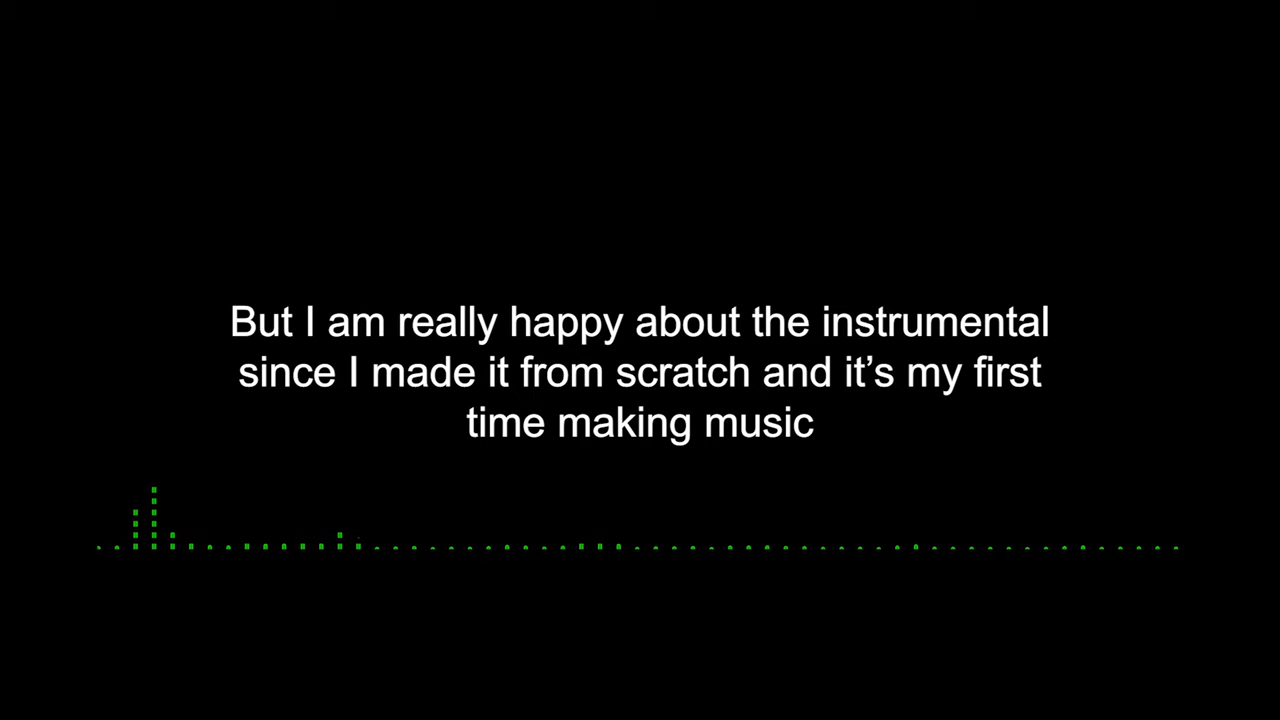 But I am really happy about the instrumental
since I made it from scratch and it’s my first
time making music